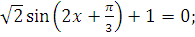 √2 sin(2x + π/3) + 1 = 0;